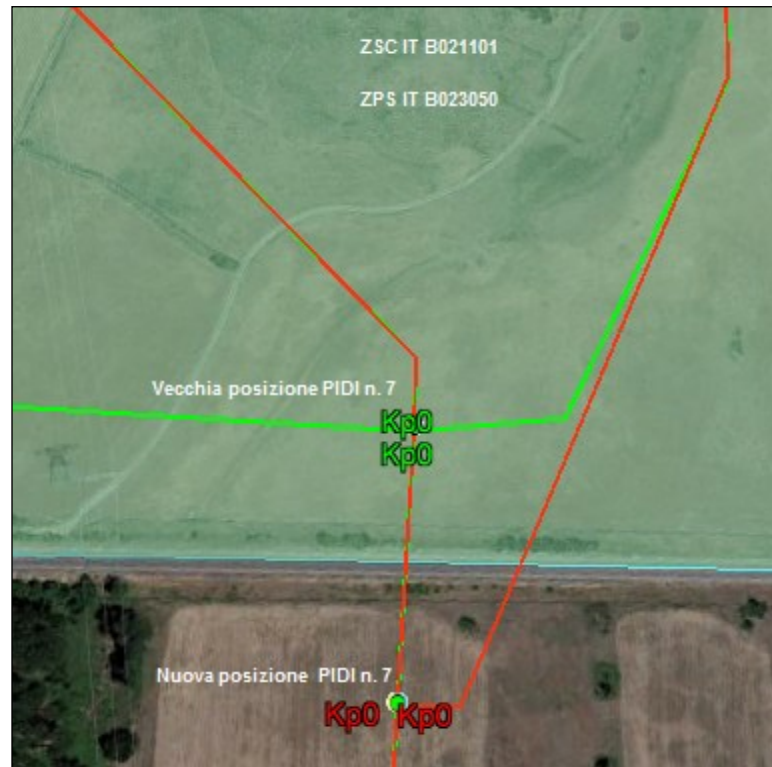 ZSC IT B021101
ZPS IT B023050
Vecchia posizione PIDI n. 7
Kp0
Kp0
Nuova posizione PIDI n. 7
Kp0 Kp0